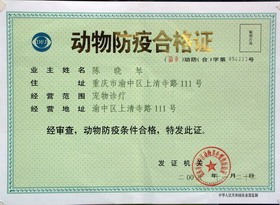 动物防疫合格证
动防(合)字第
业主姓名 陈晓琴
住址 重庆市渝中区上清寺路111号
经营范围 宠物诊疗
经营地址 渝中区上清寺路111号
经审查，动物防疫条件合格，特发此证。
发证机关